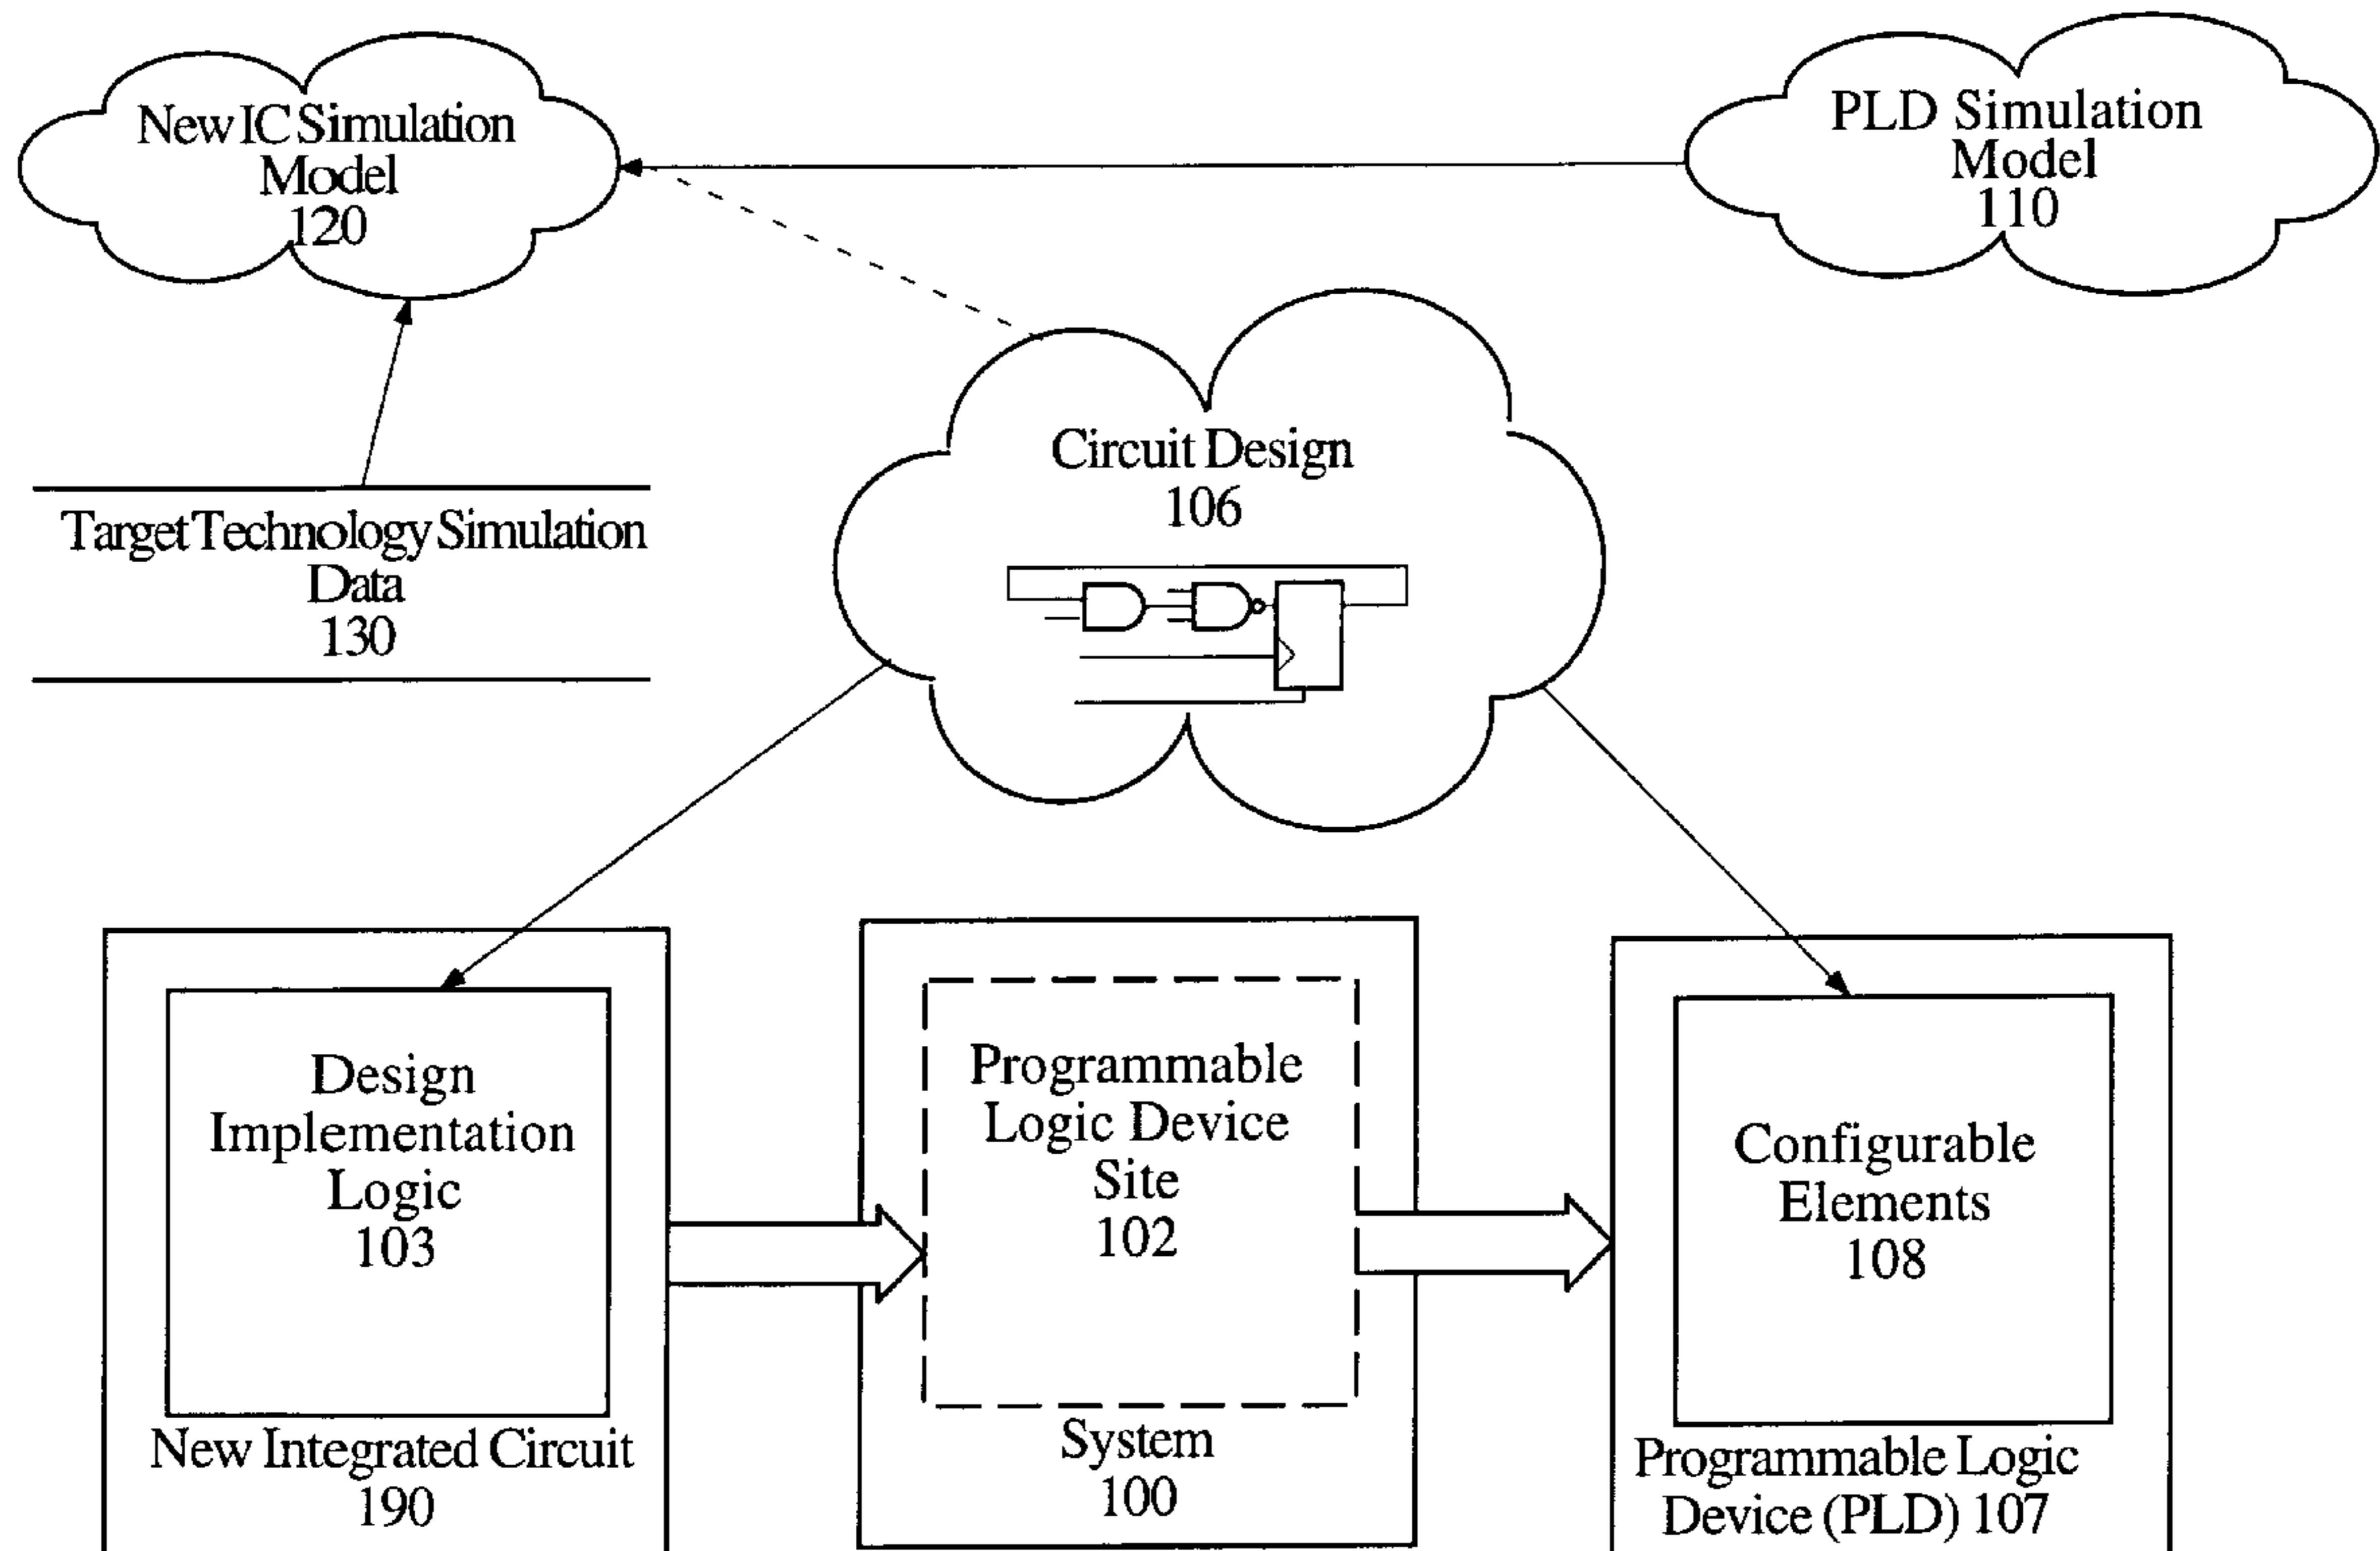 New IC Simulation
Model
120
PLD Simulation
Model
110
Circuit Design
106
Target Technology Simulation
Data
130
Design
Implementation
Logic
103
New Integrated Circuit
190
Programmable
Logic Device
Site
102
System
100
Configurable
Elements
108
Programmable Logic
Device (PLD) 107